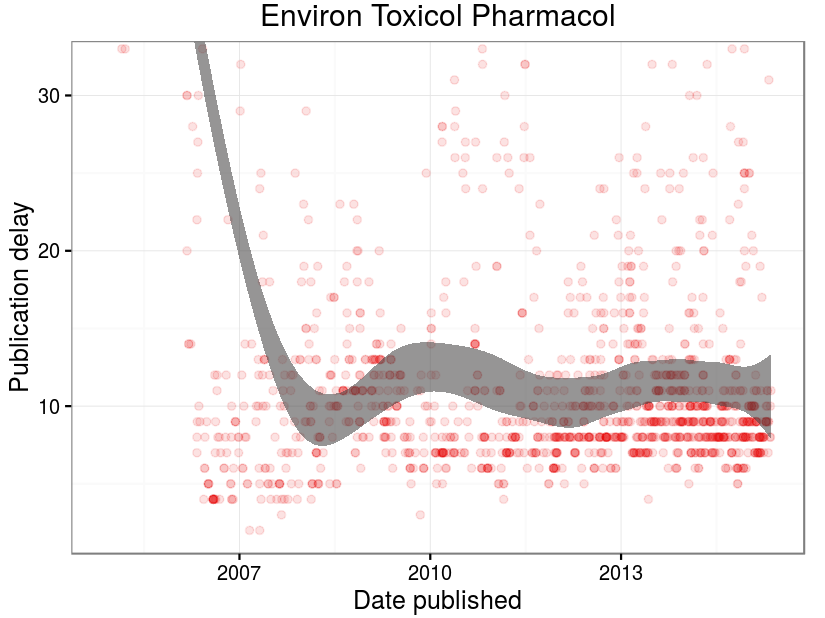 Environ Toxicol Pharmacol
Publication delay
30
20
10
2007
2010
2013
Date published